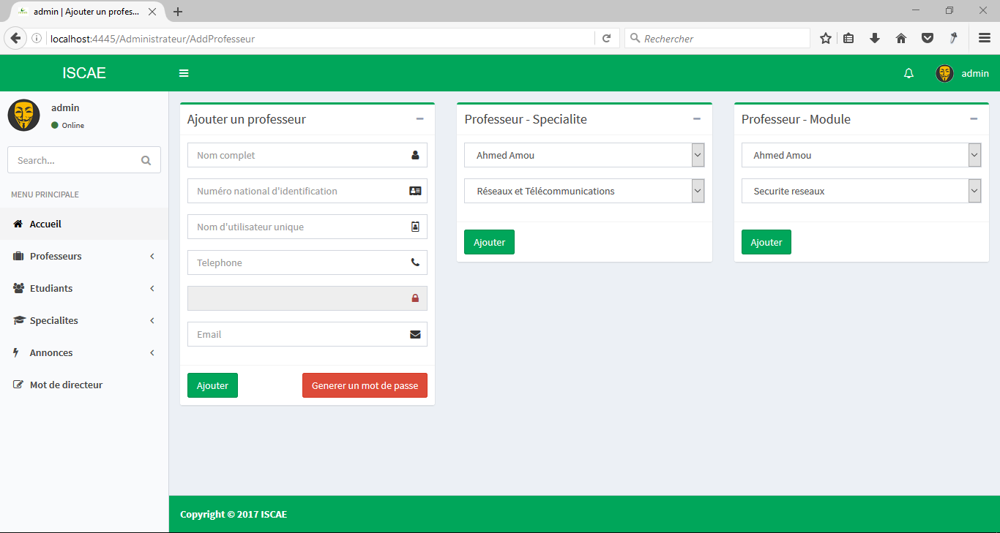 admin | Ajouter un profes...
localhost:4445/Administrateur/AddProfesseur
Rechercher
ISCAE
admin
admin
Online
Search...
MENU PRINCIPALE
Accueil
Professeurs
Etudiants
Specialites
Annonces
Mot de directeur
Ajouter un professeur
Nom complet
Numéro national d'identification
Nom d'utilisateur unique
Telephone
Email
Ajouter
Generer un mot de passe
Professeur - Specialite
Ahmed Amou
Réseaux et Télécommunications
Ajouter
Professeur - Module
Ahmed Amou
Securite reseaux
Ajouter
Copyright © 2017 ISCAE